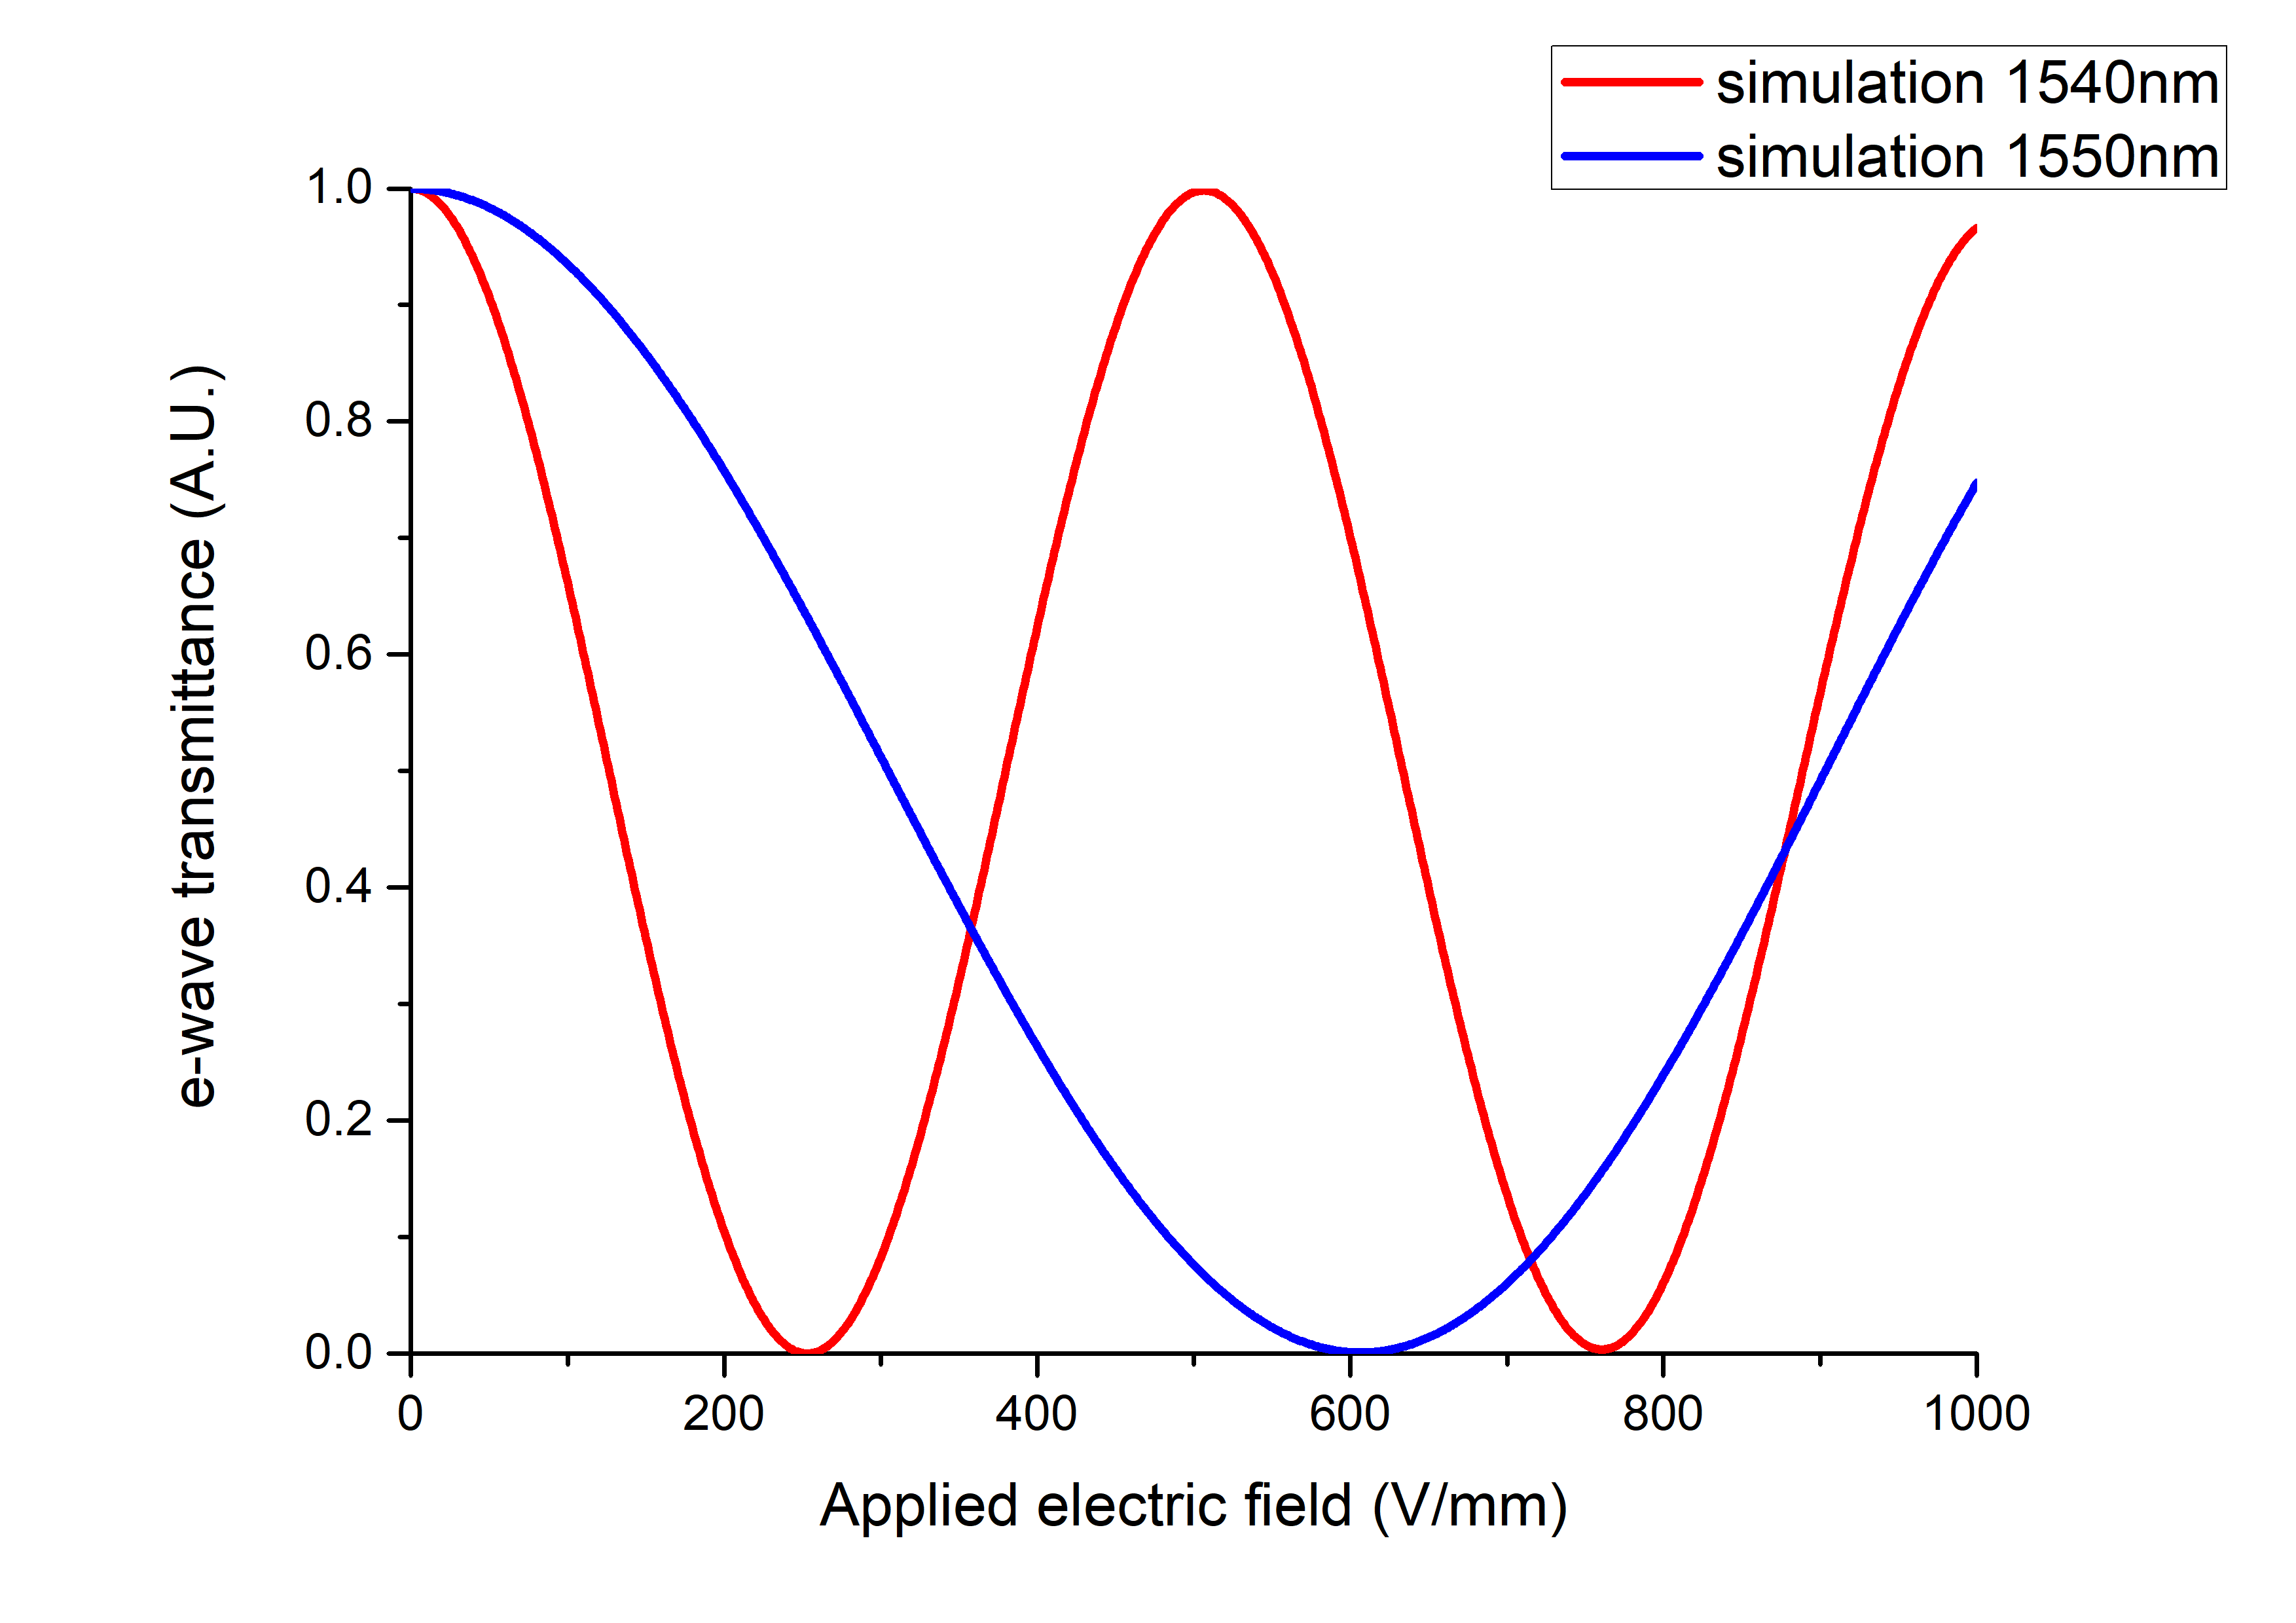 simulation 1540nm
simulation 1550nm
1.0
0.8
0.6
0.4
0.2
0.0
e-wave transmittance (A.U.)
0 200 400 600 800 1000
Applied electric field (V/mm)